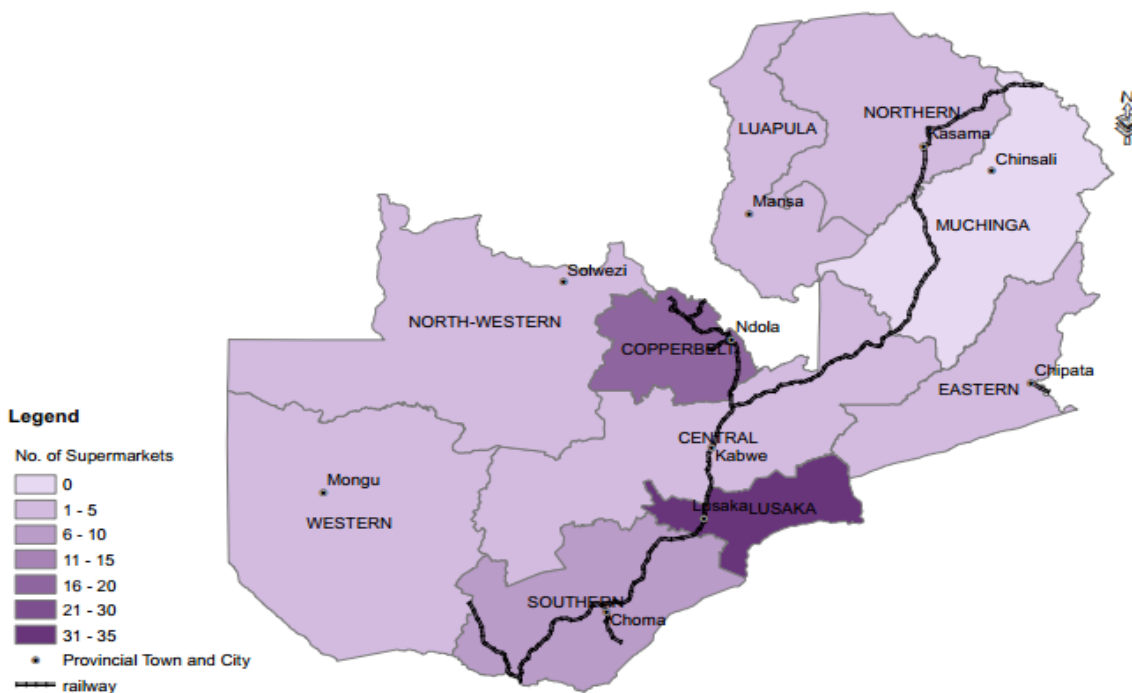 N
NORTHERN
LUAPULA
Kasama
Chinsali
Mansa
MUCHINGA
Solwezi
NORTH-WESTERN
Ndola
COPPERBELT
Chipata
EASTERN
CENTRAL
Kabwe
Mongu
WESTERN
Lusaka
LUSAKA
SOUTHERN
Choma
Legend
No. of Supermarkets
0
1 - 5
6 - 10
11 - 15
16 - 20
21 - 30
31 - 35
Provincial Town and City
railway